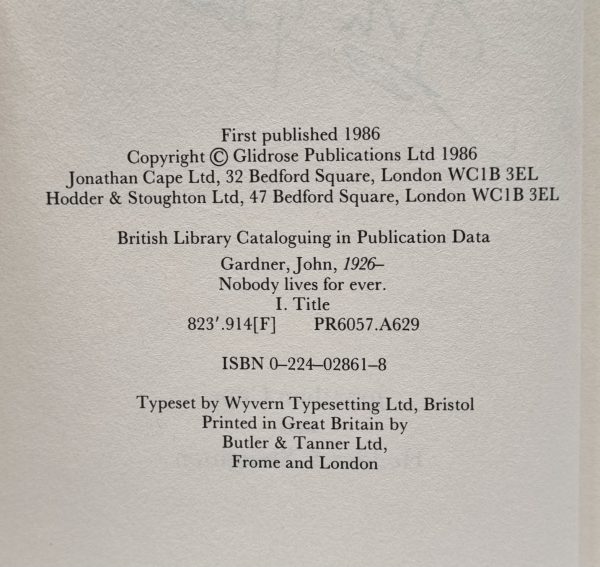 First published 1986
Copyright © Glidrose Publications Ltd 1986
Jonathan Cape Ltd, 32 Bedford Square, London WC1B 3EL
Hodder & Stoughton Ltd, 47 Bedford Square, London WC1B 3EL
British Library Cataloguing in Publication Data
Gardner, John, 1926–
Nobody lives for ever.
I. Title
823′.914[F] PR6057.A629
ISBN 0–224–02861–8
Typeset by Wyvern Typesetting Ltd, Bristol
Printed in Great Britain by
Butler & Tanner Ltd,
Frome and London